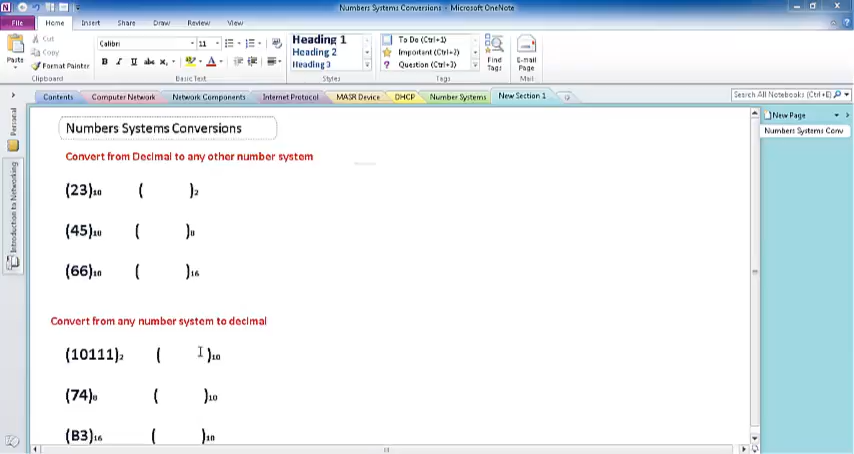 Numbers Systems Conversions - Microsoft OneNote
File Home Insert Share Draw Review View
Paste
Cut
Copy
Format Painter
Clipboard
Calibri 11
B I U abc X₂ A
Basic Text
Heading 1
Heading 2
Heading 3
Styles
To Do (Ctrl+1)
Important (Ctrl+2)
Question (Ctrl+3)
Tags
Find Tags
E-mail Page
Mail
Contents Computer Network Network Components Internet Protocol MASR Device DHCP Number Systems New Section 1
Search All Notebooks (Ctrl+E)
Personal
Introduction to Networking
New Page
Numbers Systems Conv
Numbers Systems Conversions
Convert from Decimal to any other number system
(23)₁₀ ( )₂
(45)₁₀ ( )₈
(66)₁₀ ( )₁₆
Convert from any number system to decimal
(10111)₂ ( )₁₀
(74)₈ ( )₁₀
(B3)₁₆ ( )₁₀